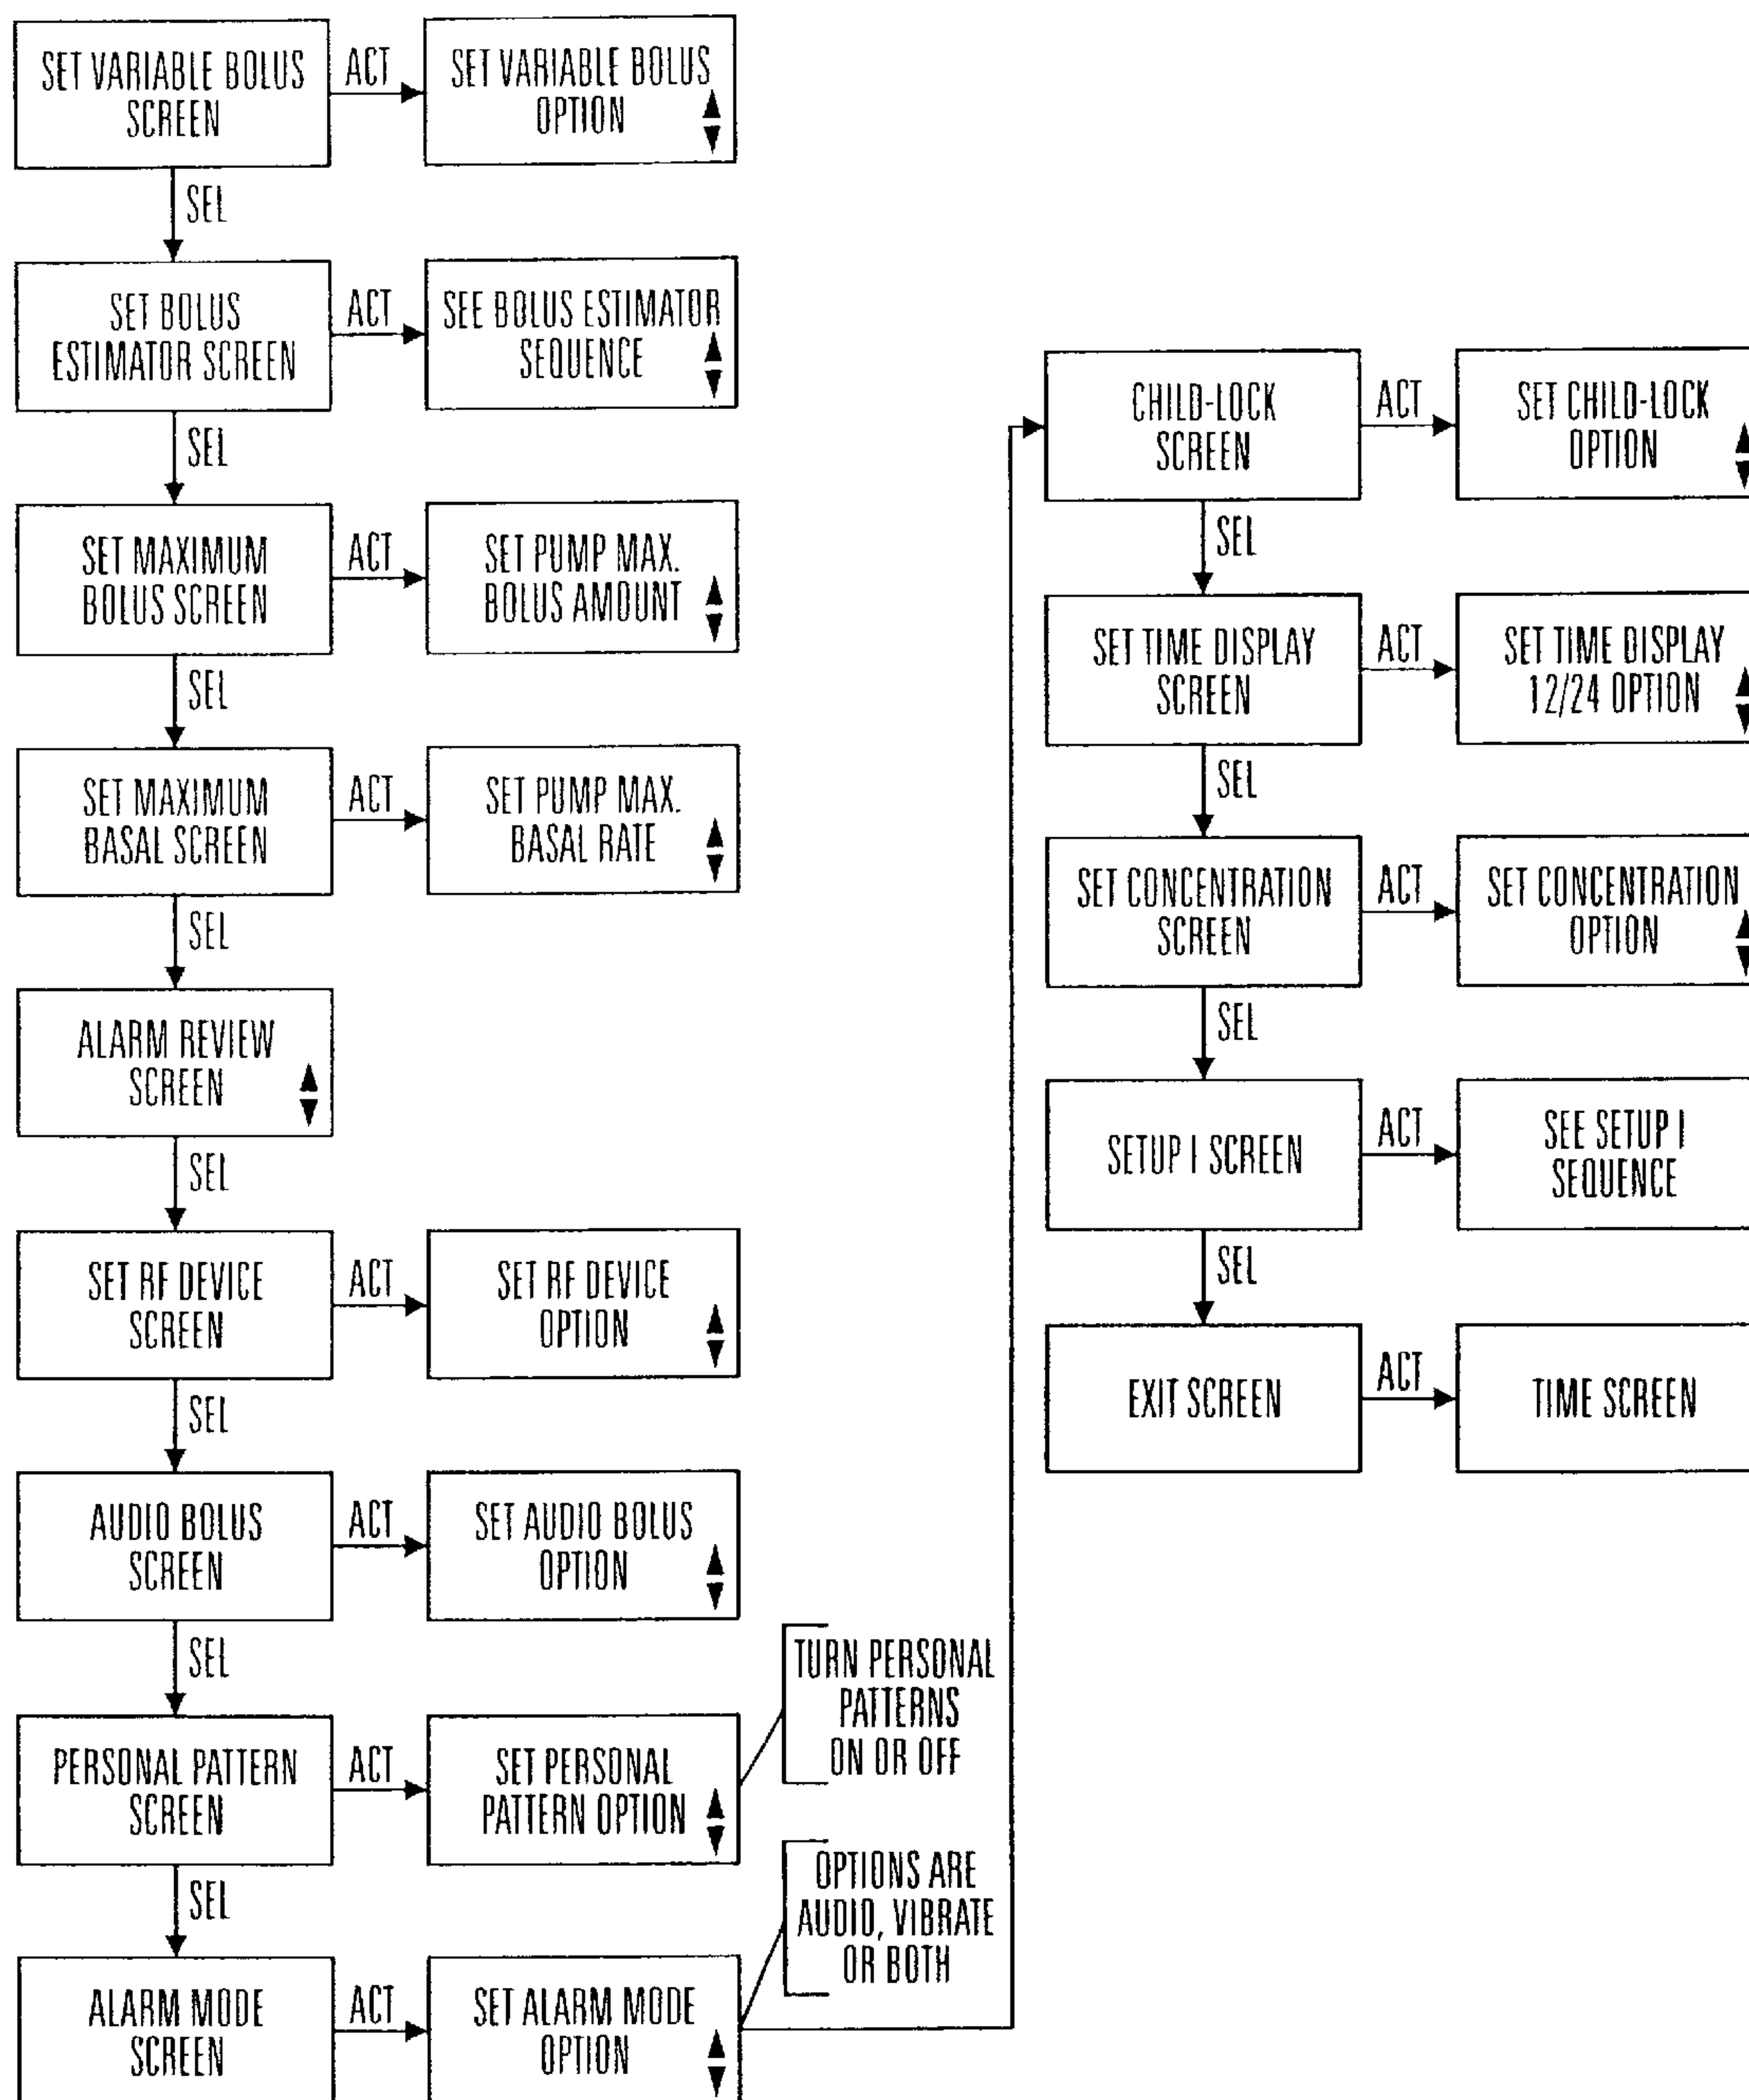 SET VARIABLE BOLUS
SCREEN
ACT
SET VARIABLE BOLUS
OPTION
SEL
SET BOLUS
ESTIMATOR SCREEN
ACT
SEE BOLUS ESTIMATOR
SEQUENCE
SEL
SET MAXIMUM
BOLUS SCREEN
ACT
SET PUMP MAX.
BOLUS AMOUNT
SEL
SET MAXIMUM
BASAL SCREEN
ACT
SET PUMP MAX.
BASAL RATE
SEL
ALARM REVIEW
SCREEN
SEL
SET RF DEVICE
SCREEN
ACT
SET RF DEVICE
OPTION
SEL
AUDIO BOLUS
SCREEN
ACT
SET AUDIO BOLUS
OPTION
SEL
PERSONAL PATTERN
SCREEN
ACT
SET PERSONAL
PATTERN OPTION
TURN PERSONAL
PATTERNS
ON OR OFF
SEL
ALARM MODE
SCREEN
ACT
SET ALARM MODE
OPTION
OPTIONS ARE
AUDIO, VIBRATE
OR BOTH
CHILD-LOCK
SCREEN
ACT
SET CHILD-LOCK
OPTION
SEL
SET TIME DISPLAY
SCREEN
ACT
SET TIME DISPLAY
12/24 OPTION
SEL
SET CONCENTRATION
SCREEN
ACT
SET CONCENTRATION
OPTION
SEL
SETUP I SCREEN
ACT
SEE SETUP I
SEQUENCE
SEL
EXIT SCREEN
ACT
TIME SCREEN